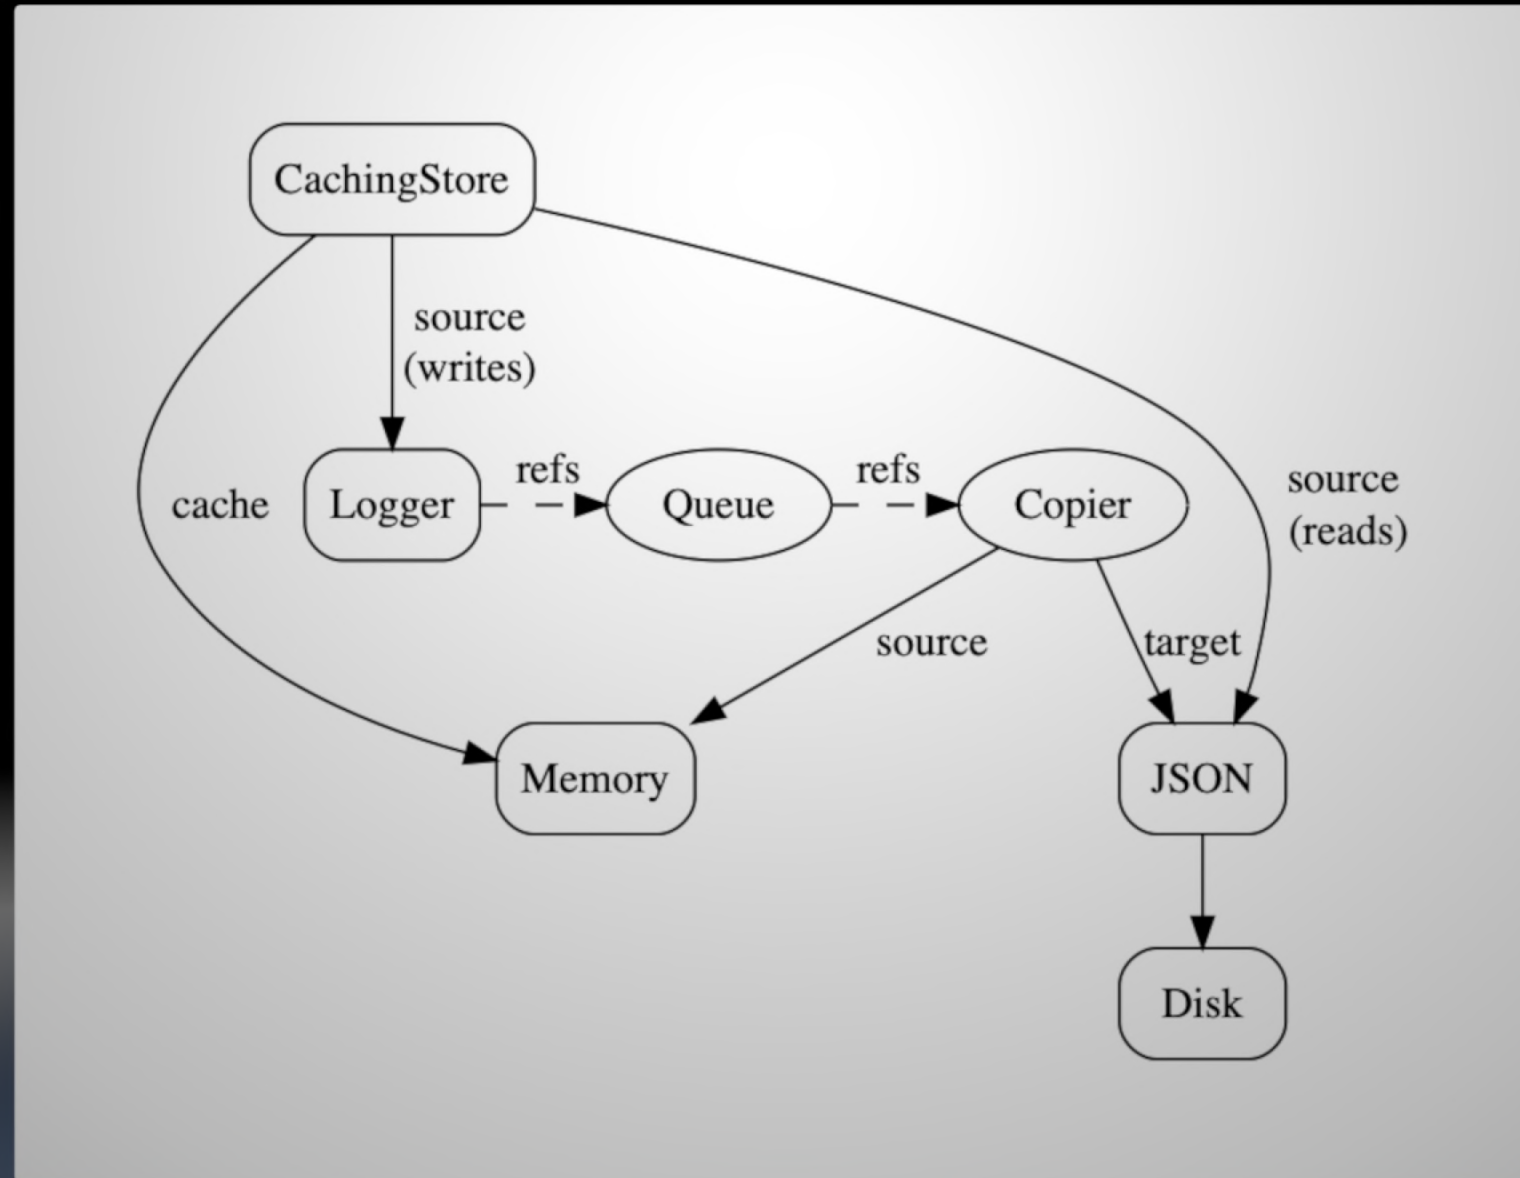 CachingStore
source
(writes)
cache
Logger
refs
Queue
refs
Copier
source
(reads)
source
target
Memory
JSON
Disk